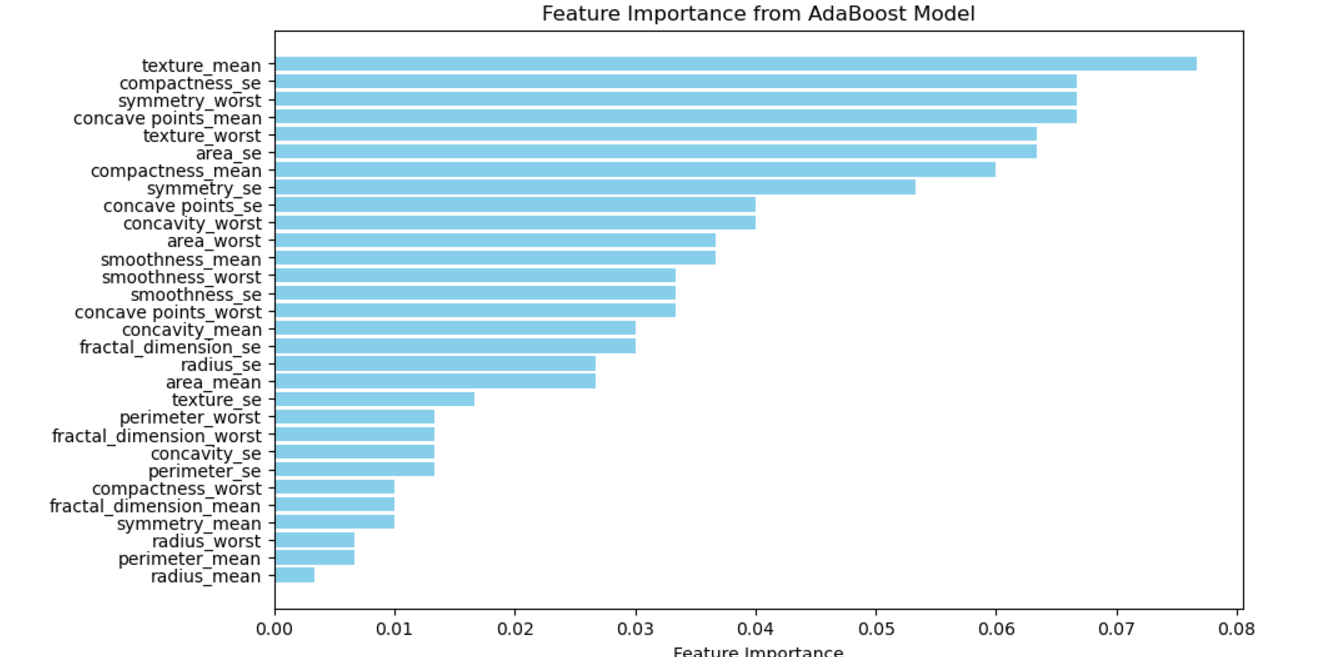 Feature Importance from AdaBoost Model
texture_mean
compactness_se
symmetry_worst
concave points_mean
texture_worst
area_se
compactness_mean
symmetry_se
concave points_se
concavity_worst
area_worst
smoothness_mean
smoothness_worst
smoothness_se
concave points_worst
concavity_mean
fractal_dimension_se
radius_se
area_mean
texture_se
perimeter_worst
fractal_dimension_worst
concavity_se
perimeter_se
compactness_worst
fractal_dimension_mean
symmetry_mean
radius_worst
perimeter_mean
radius_mean
0.00 0.01 0.02 0.03 0.04 0.05 0.06 0.07 0.08
Feature Importance